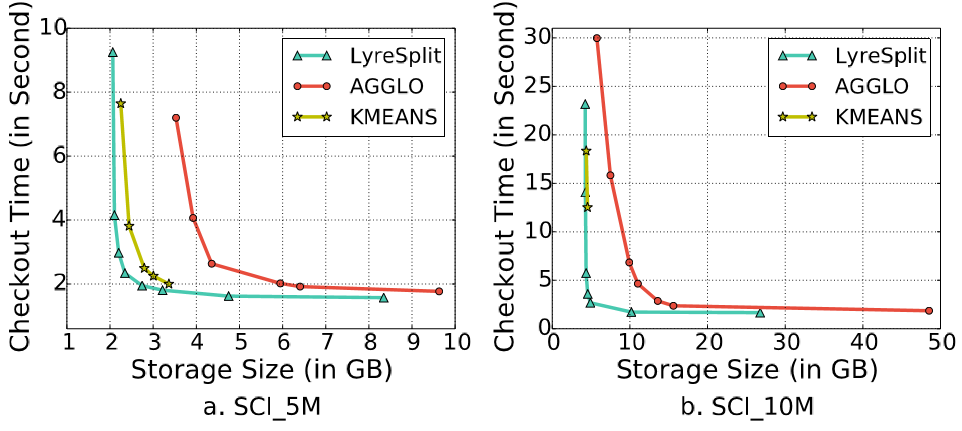 10
8
6
4
2
1 2 3 4 5 6 7 8 9 10
Checkout Time (in Second)
Storage Size (in GB)
LyreSplit
AGGLO
KMEANS
a. SCI_5M
30
25
20
15
10
5
0
0 10 20 30 40 50
Checkout Time (in Second)
Storage Size (in GB)
LyreSplit
AGGLO
KMEANS
b. SCI_10M